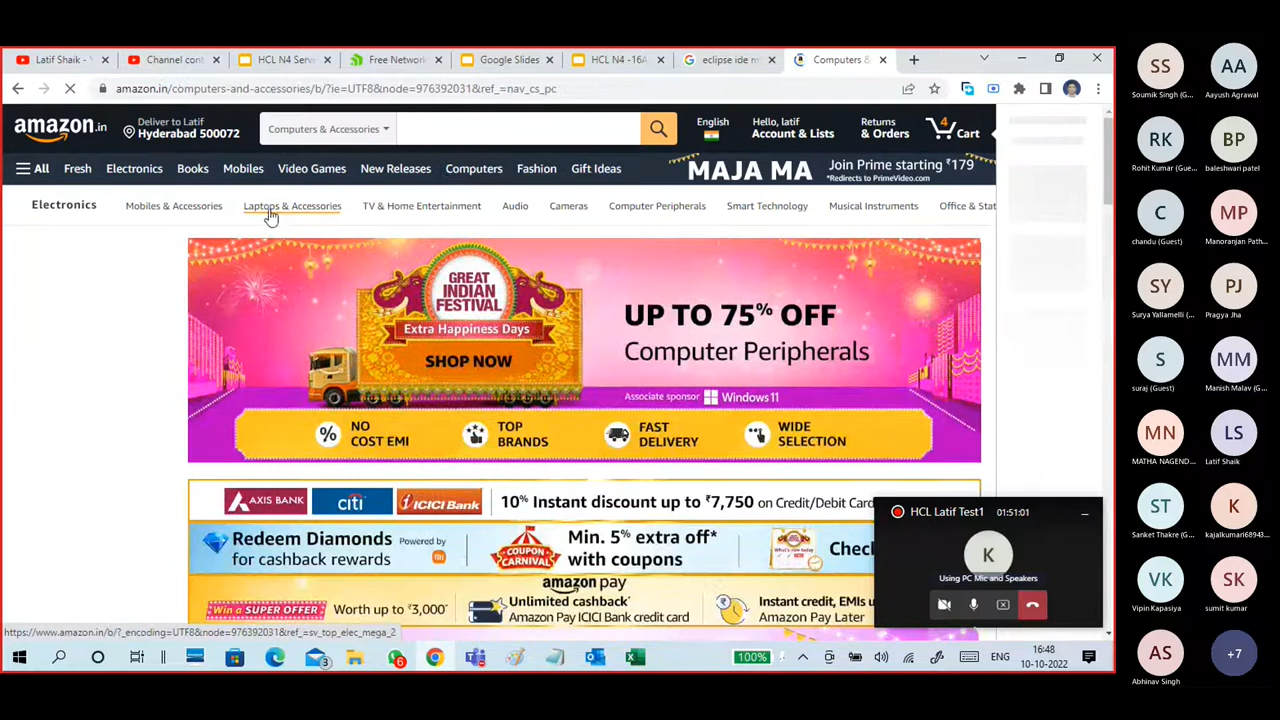 Latif Shaik - Y
Channel cont
HCL N4 Serv
Free Network
Google Slides
HCL N4 -16A
eclipse ide m
Computers &
amazon.in/computers-and-accessories/b/?ie=UTF8&node=976392031&ref_=nav_cs_pc
amazon.in
Deliver to Latif
Hyderabad 500072
Computers & Accessories
English
Hello, latif
Account & Lists
Returns
& Orders
4
Cart
All Fresh Electronics Books Mobiles Video Games New Releases Computers Fashion Gift Ideas
MAJA MA
Join Prime starting ₹179
*Redirects to PrimeVideo.com
Electronics Mobiles & Accessories Laptops & Accessories TV & Home Entertainment Audio Cameras Computer Peripherals Smart Technology Musical Instruments Office & Stat
GREAT
INDIAN
FESTIVAL
Extra Happiness Days
SHOP NOW
UP TO 75% OFF
Computer Peripherals
Associate sponsor Windows 11
% NO
COST EMI
TOP
BRANDS
FAST
DELIVERY
WIDE
SELECTION
AXIS BANK
citi
ICICI Bank
10% Instant discount up to ₹7,750 on Credit/Debit Card
Redeem Diamonds
for cashback rewards
Powered by
mi
COUPON
CARNIVAL
Min. 5% extra off*
with coupons
Check
amazon pay
Win a SUPER OFFER
Worth up to ₹3,000*
Unlimited cashback*
Amazon Pay ICICI Bank credit card
Instant credit, EMIs u
Amazon Pay Later
https://www.amazon.in/b/?_encoding=UTF8&node=976392031&ref_=sv_top_elec_mega_2
HCL Latif Test1 01:51:01
K
Using PC Mic and Speakers
3
6
100%
ENG
16:48
10-10-2022
SS
Soumik Singh (G...
AA
Aayush Agrawal
RK
Rohit Kumar (Gue...
BP
baleshwari patel
C
chandu (Guest)
MP
Manoranjan Path...
SY
Surya Yallamelli (...
PJ
Pragya Jha
S
suraj (Guest)
MM
Manish Malav (G...
MN
MATHA NAGEND...
LS
Latif Shaik
ST
Sanket Thakre (G...
K
kajalkumari68943...
VK
Vipin Kapasiya
SK
sumit kumar
AS
Abhinav Singh
+7